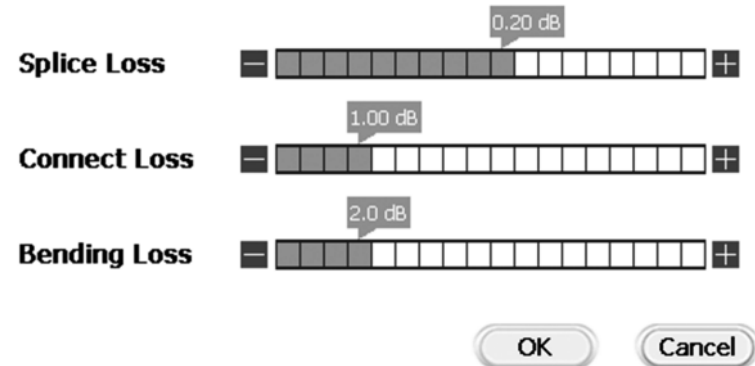 0.20 dB
Splice Loss
1.00 dB
Connect Loss
2.0 dB
Bending Loss
OK Cancel